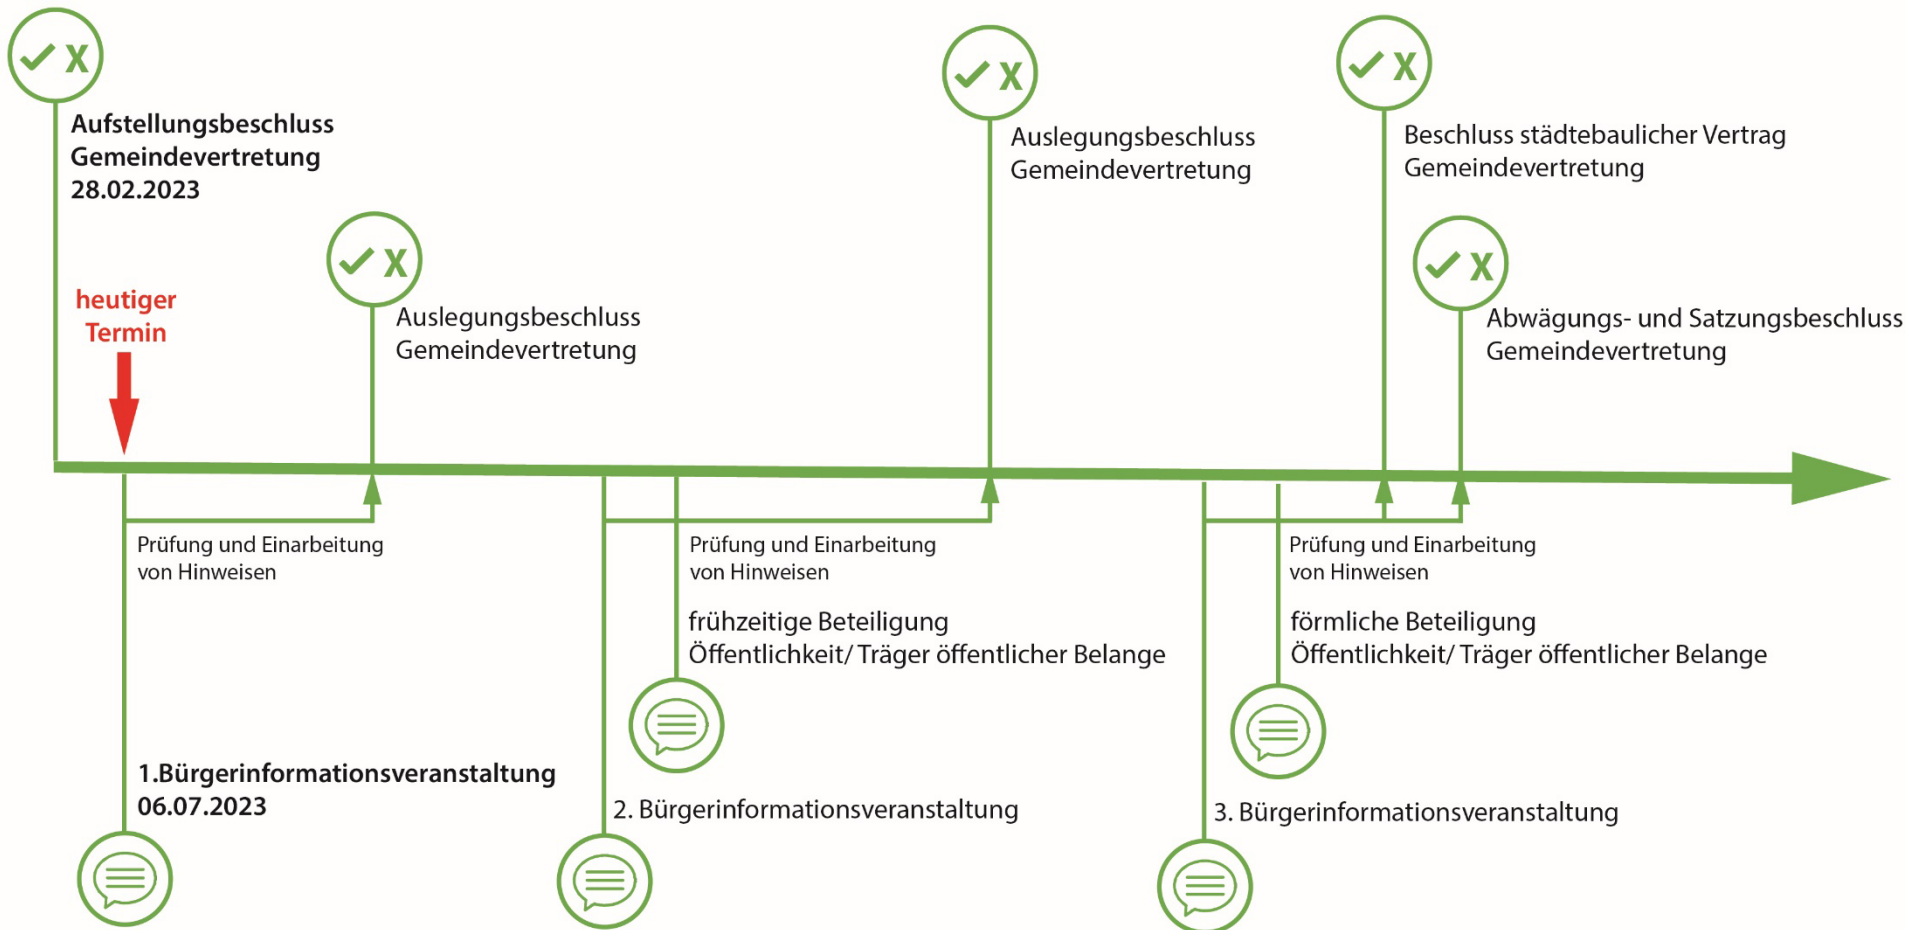 Aufstellungsbeschluss
Gemeindevertretung
28.02.2023
heutiger
Termin
Auslegungsbeschluss
Gemeindevertretung
Auslegungsbeschluss
Gemeindevertretung
Beschluss städtebaulicher Vertrag
Gemeindevertretung
Abwägungs- und Satzungsbeschluss
Gemeindevertretung
Prüfung und Einarbeitung
von Hinweisen
1.Bürgerinformationsveranstaltung
06.07.2023
Prüfung und Einarbeitung
von Hinweisen
frühzeitige Beteiligung
Öffentlichkeit/ Träger öffentlicher Belange
2. Bürgerinformationsveranstaltung
Prüfung und Einarbeitung
von Hinweisen
förmliche Beteiligung
Öffentlichkeit/ Träger öffentlicher Belange
3. Bürgerinformationsveranstaltung